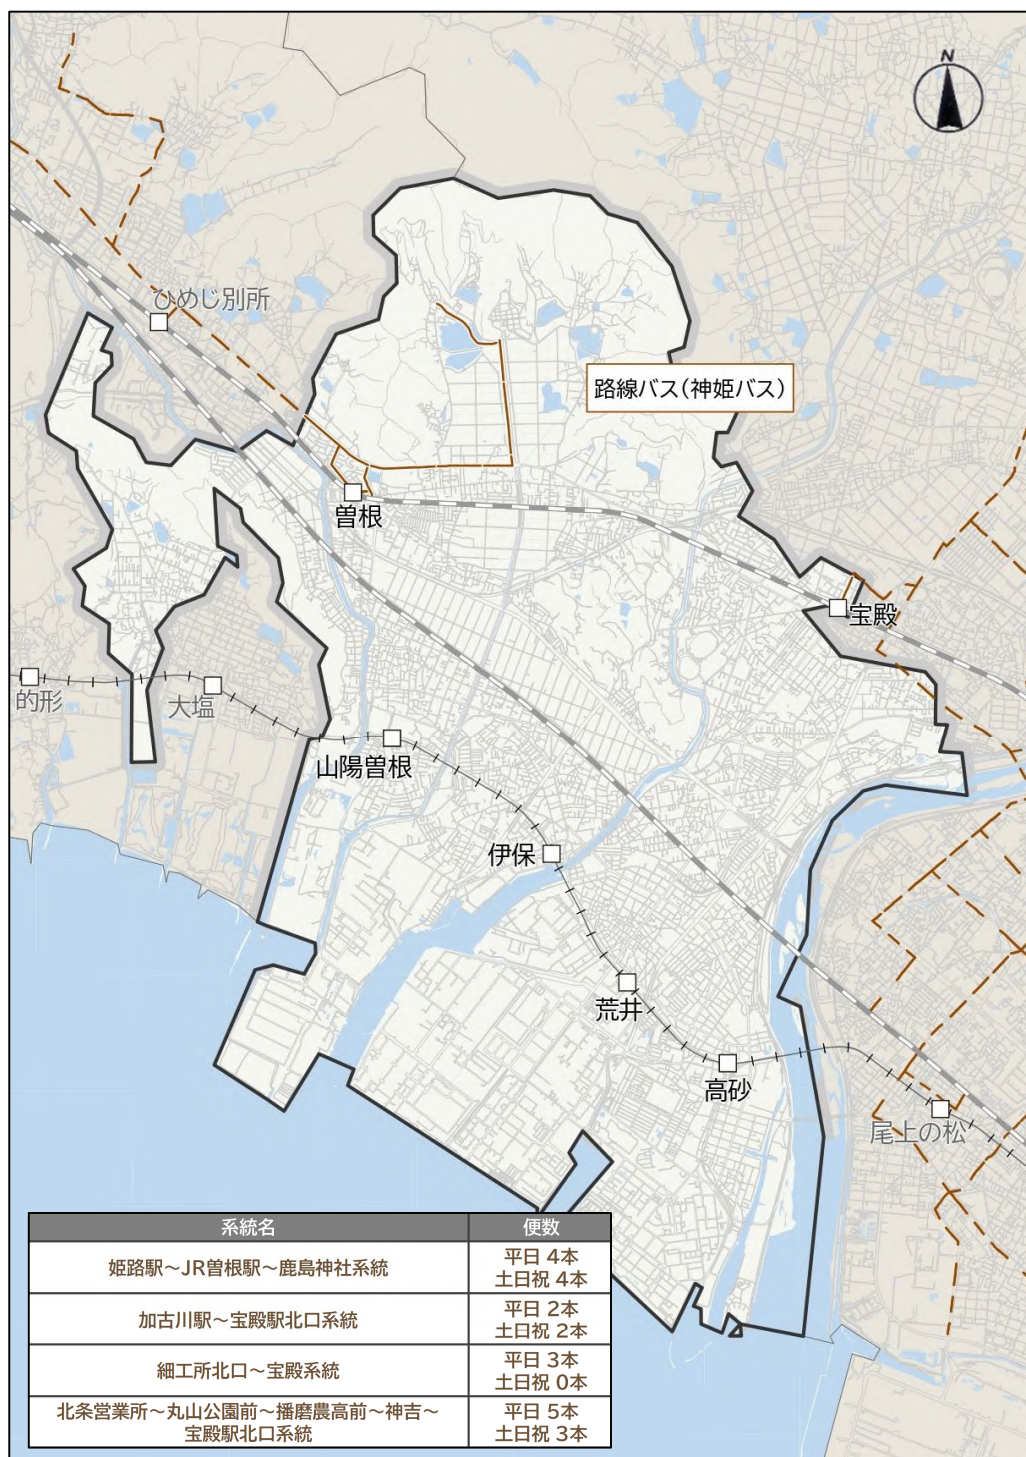 N
ひめじ別所
路線バス(神姫バス)
曽根
宝殿
的形
大塩
山陽曽根
伊保
荒井
高砂
尾上の松
系統名 便数
姫路駅～JR曽根駅～鹿島神社系統 平日 4本
土日祝 4本
加古川駅～宝殿駅北口系統 平日 2本
土日祝 2本
細工所北口～宝殿系統 平日 3本
土日祝 0本
北条営業所～丸山公園前～播磨農高前～神吉～ 平日 5本
宝殿駅北口系統 土日祝 3本